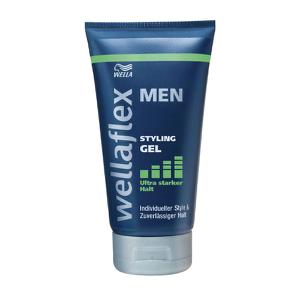 WELLA
wellaflex
MEN
STYLING
GEL
Ultra starker
Halt
Individueller Style &
Zuverlässiger Halt